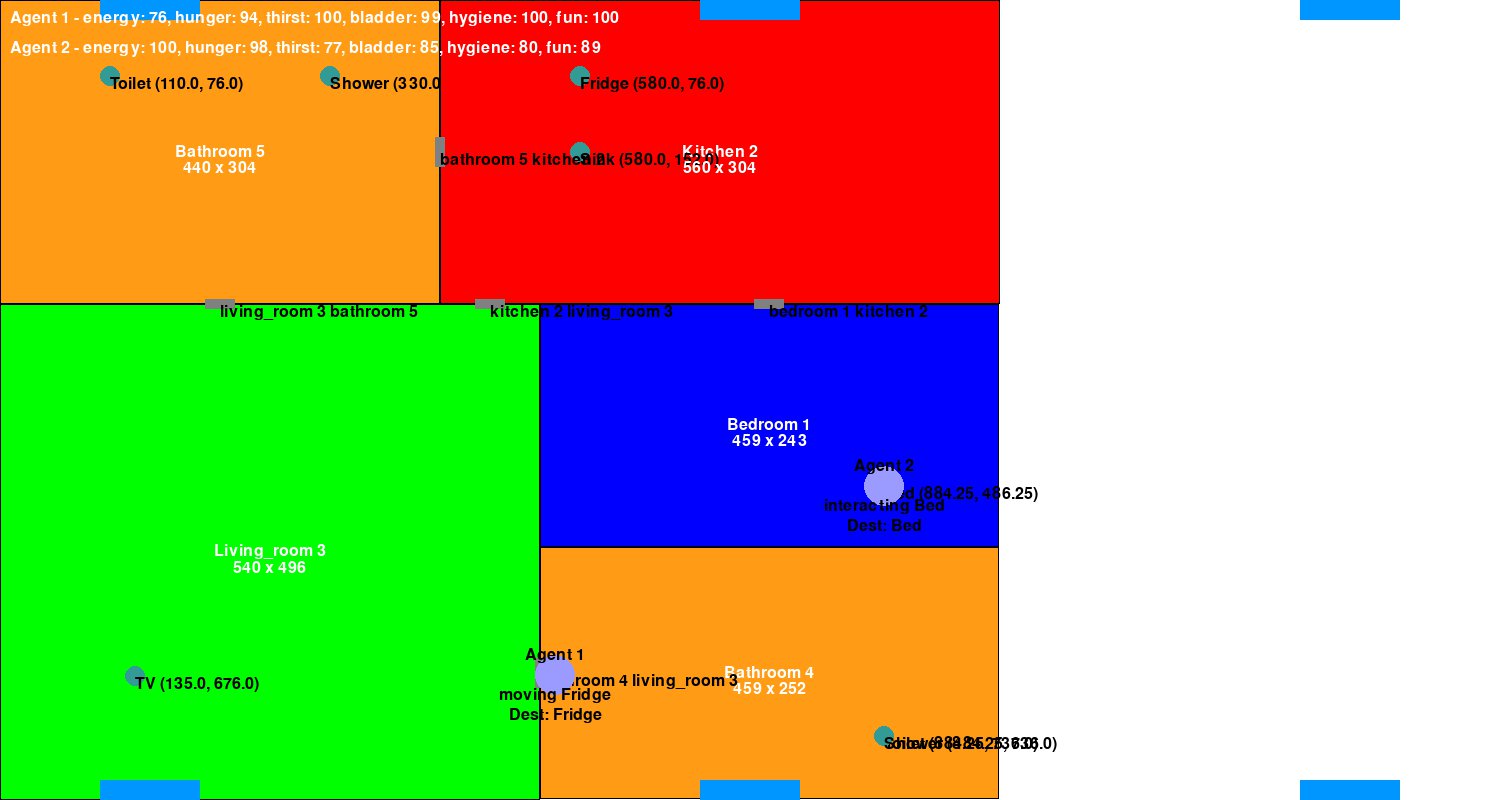 Agent 1 - energy: 76, hunger: 94, thirst: 100, bladder: 99, hygiene: 100, fun: 100
Agent 2 - energy: 100, hunger: 98, thirst: 77, bladder: 85, hygiene: 80, fun: 89
Toilet (110.0, 76.0)
Shower (330.0
Fridge (580.0, 76.0)
Bathroom 5
440 x 304
bathroom 5 kitchen 2
Sink (580.0,
Kitchen 2
560 x 304
living_room 3 bathroom 5
kitchen 2 living_room 3
bedroom 1 kitchen 2
Bedroom 1
459 x 243
Agent 2
(884.25, 486.25)
interacting Bed
Dest: Bed
Living_room 3
540 x 496
Agent 1
room 4 living_room 3
moving Fridge
Dest: Fridge
Bathroom 4
459 x 252
TV (135.0, 676.0)